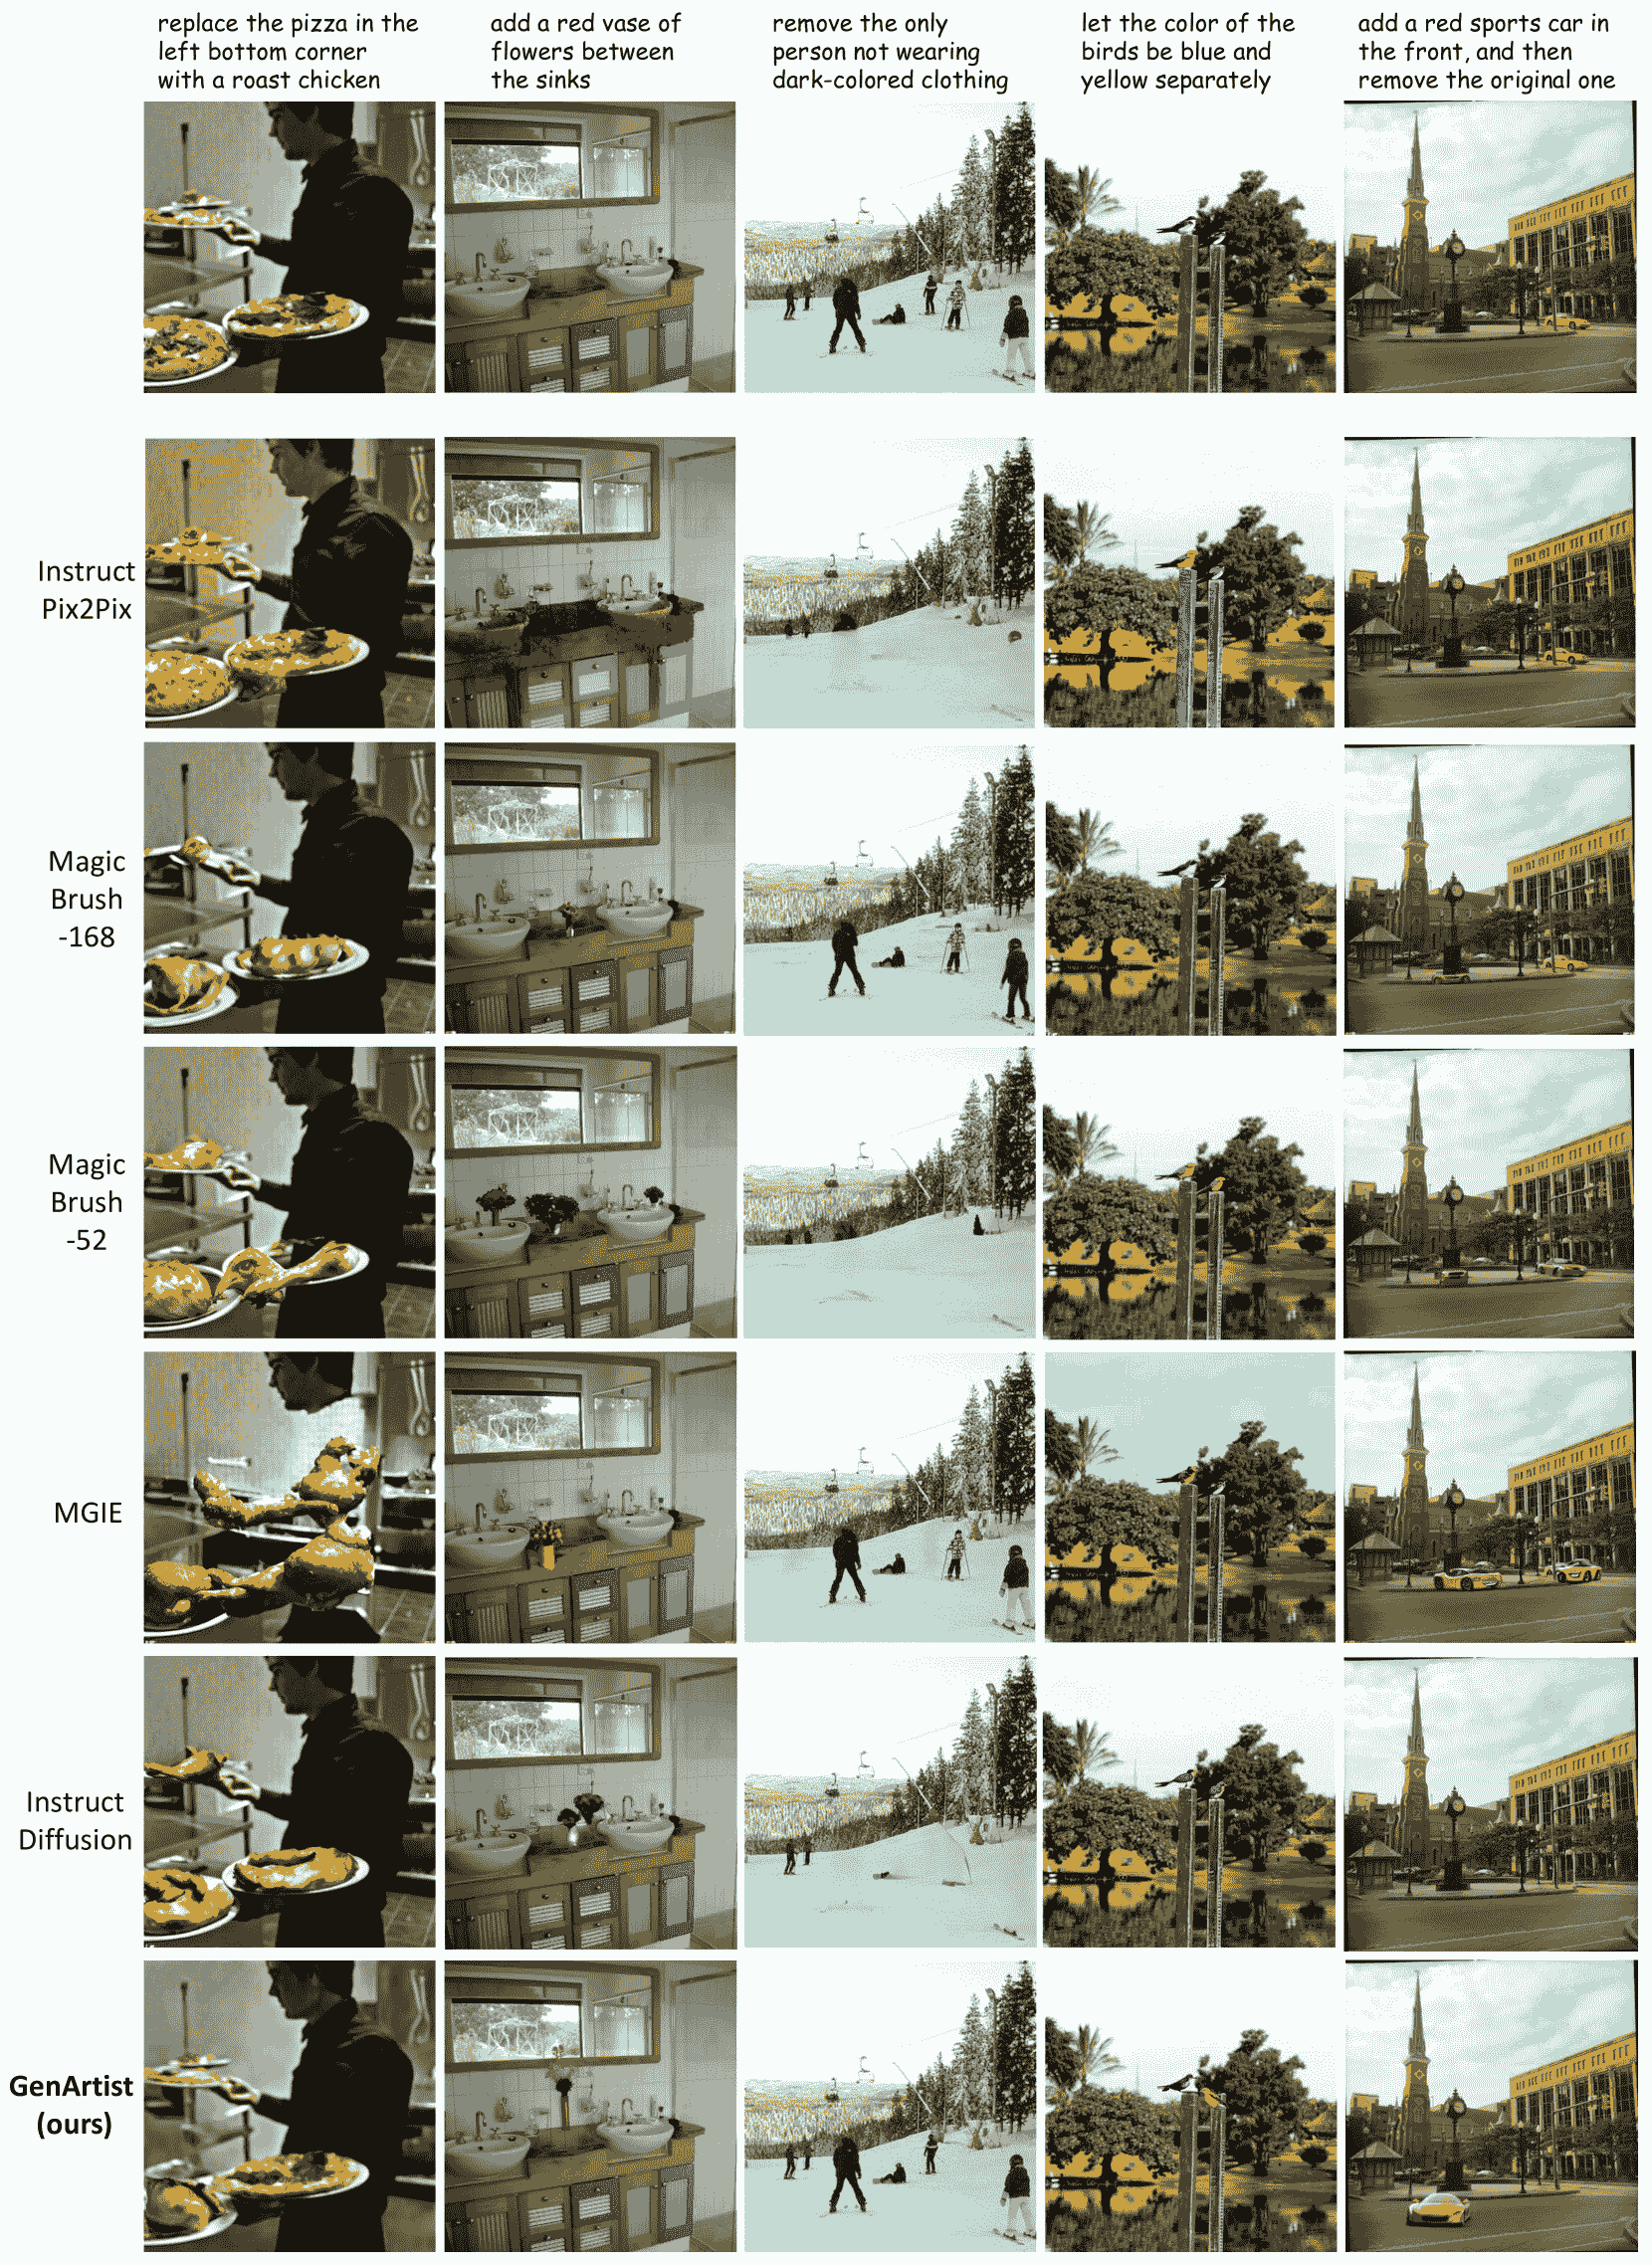 replace the pizza in the
left bottom corner
with a roast chicken
add a red vase of
flowers between
the sinks
remove the only
person not wearing
dark-colored clothing
let the color of the
birds be blue and
yellow separately
add a red sports car in
the front, and then
remove the original one
Instruct
Pix2Pix
Magic
Brush
-168
Magic
Brush
-52
MGIE
Instruct
Diffusion
GenArtist
(ours)